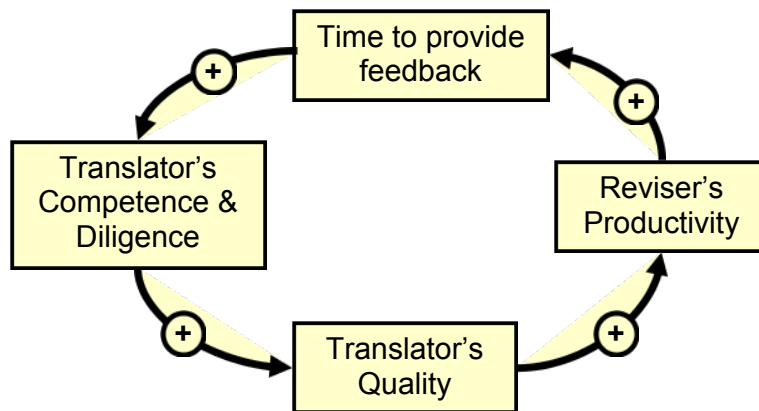 Time to provide
feedback
+
+
Translator's
Competence &
Diligence
Reviser's
Productivity
+
+
Translator's
Quality